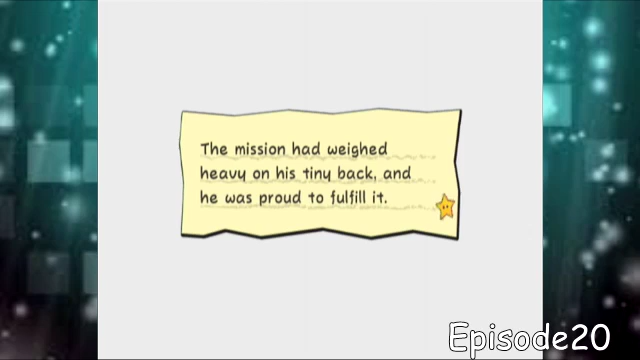 The mission had weighed
heavy on his tiny back, and
he was proud to fulfill it.
Episode20